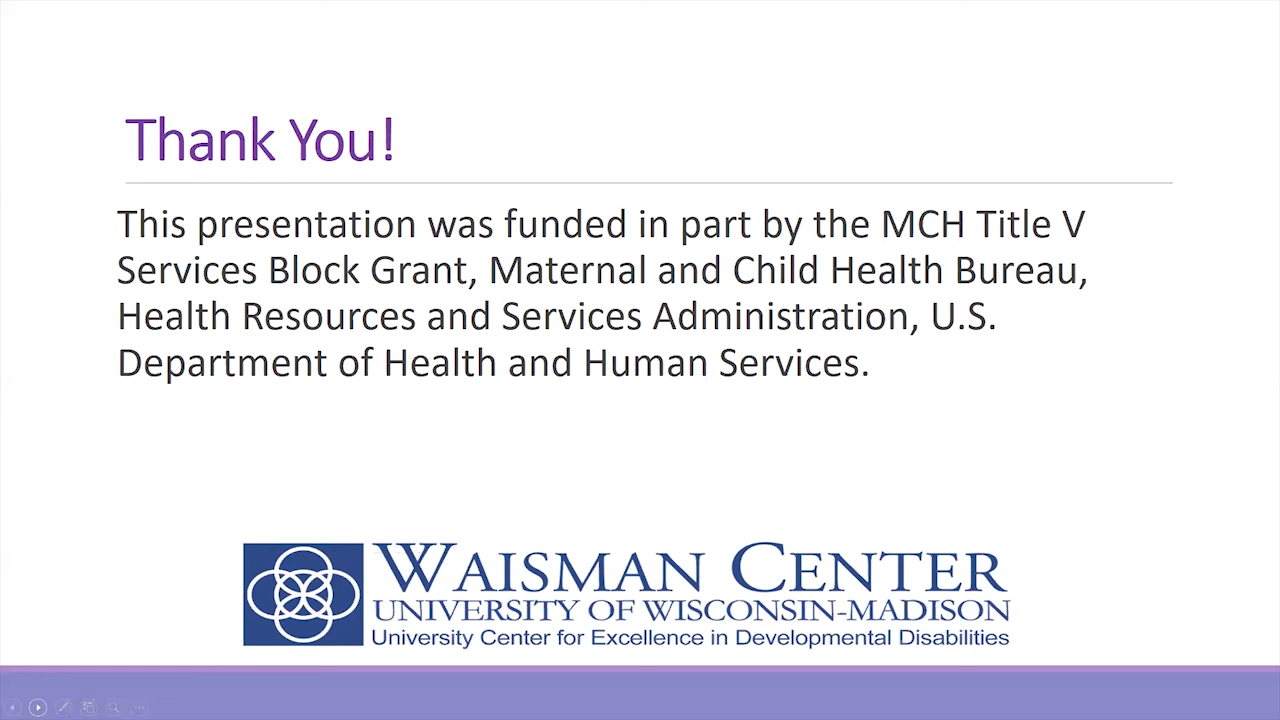 Thank You!
This presentation was funded in part by the MCH Title V
Services Block Grant, Maternal and Child Health Bureau,
Health Resources and Services Administration, U.S.
Department of Health and Human Services.
WAISMAN CENTER
UNIVERSITY OF WISCONSIN-MADISON
University Center for Excellence in Developmental Disabilities